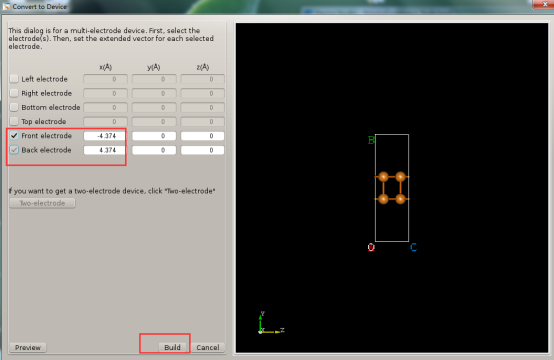 Convert to Device
This dialog is for a multi-electrode device. First, select the
electrode(s). Then, set the extended vector for each selected
electrode.
x(Å) y(Å) z(Å)
Left electrode 0 0 0
Right electrode 0 0 0
Bottom electrode 0 0 0
Top electrode 0 0 0
Front electrode -4.374 0 0
Back electrode 4.374 0 0
If you want to get a two-electrode device, click "Two-electrode"
Two-electrode
Preview Build Cancel
B
O C
Y
Z